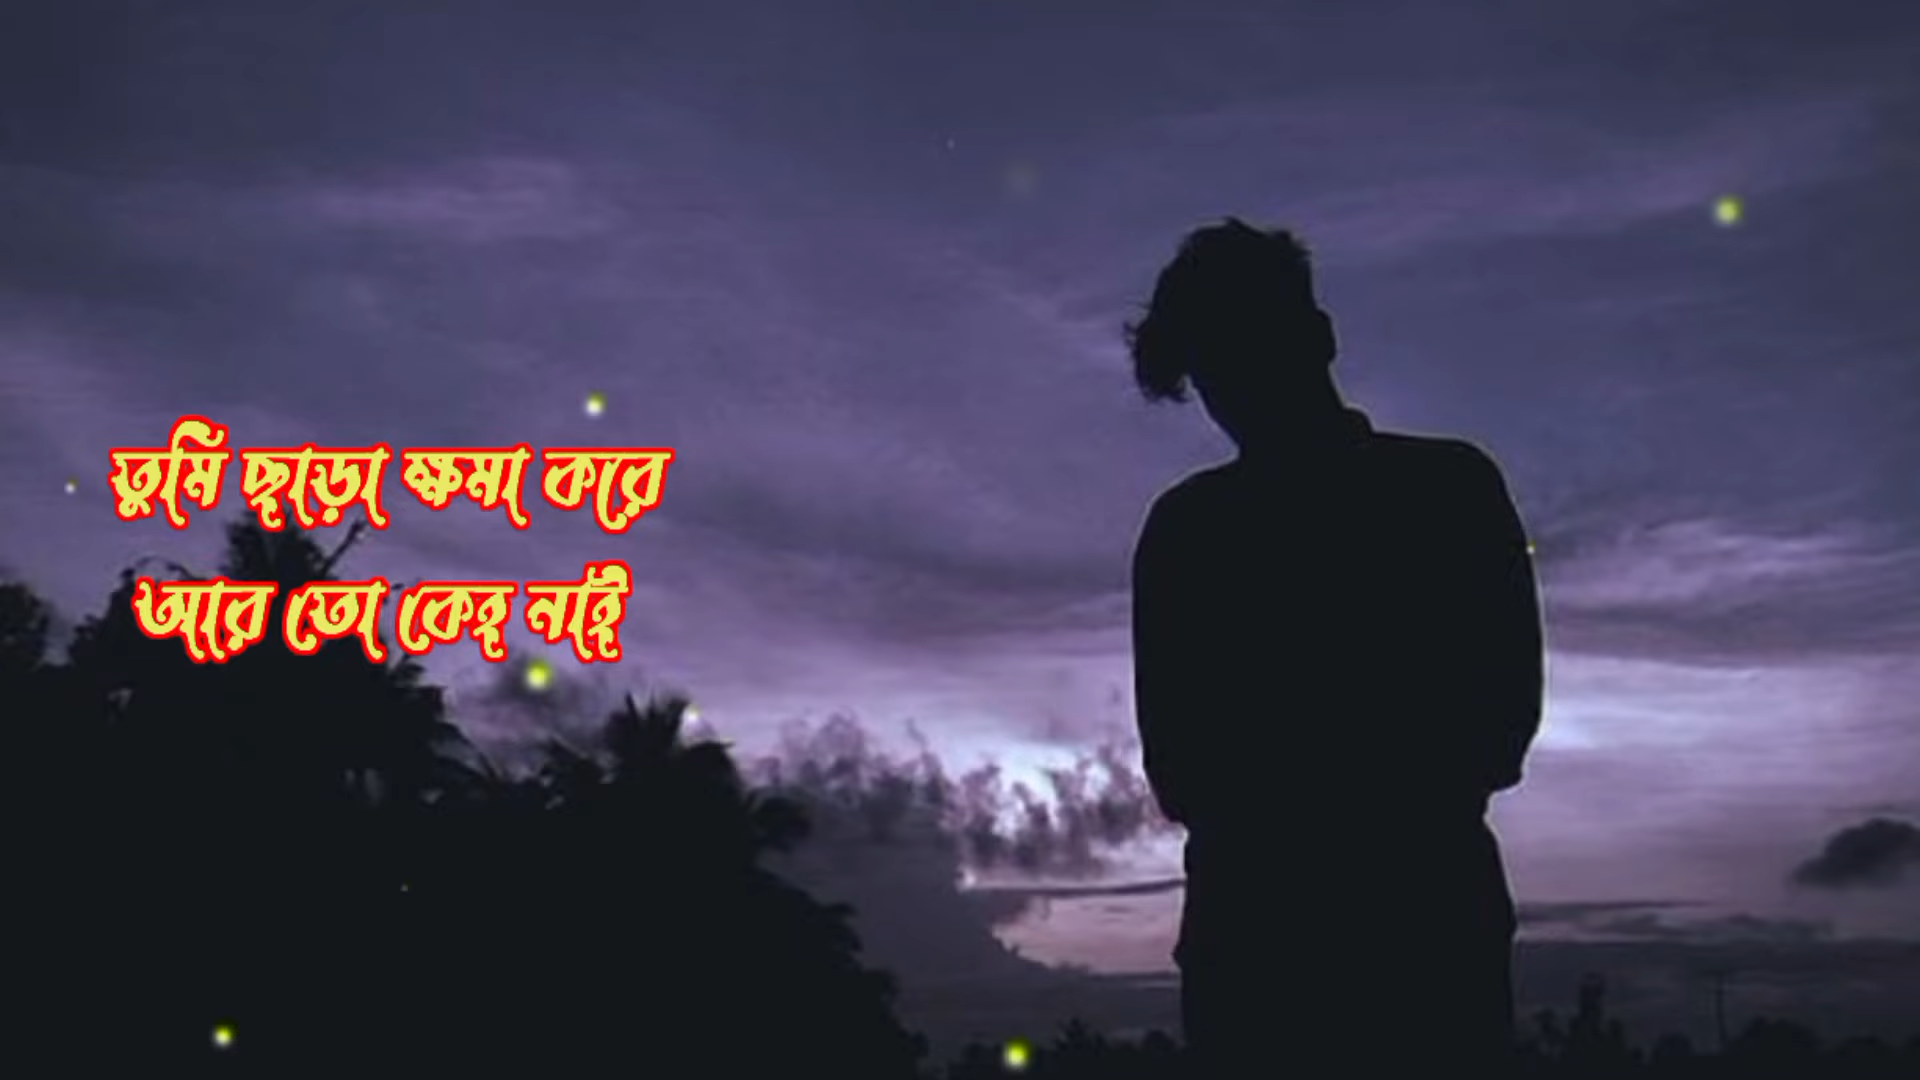 তুমি ছাড়া ক্ষমা করে
আর তো কেহ নাই